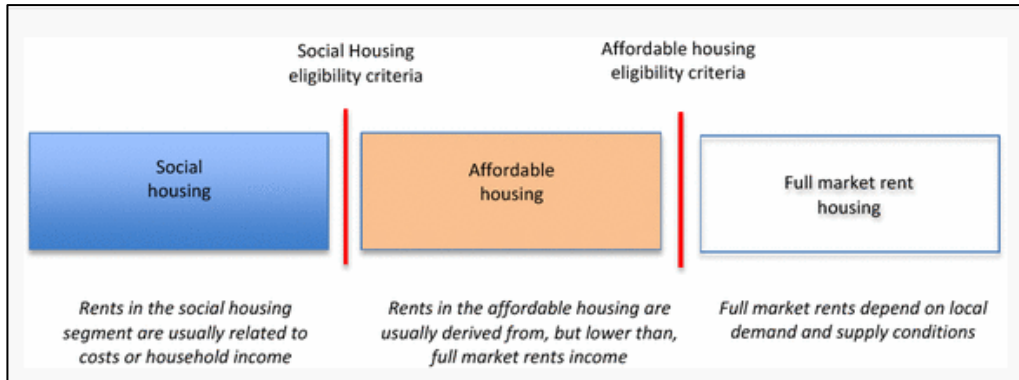 Social Housing
eligibility criteria
Affordable housing
eligibility criteria
Social
housing
Affordable
housing
Full market rent
housing
Rents in the social housing
segment are usually related to
costs or household income
Rents in the affordable housing are
usually derived from, but lower than,
full market rents income
Full market rents depend on local
demand and supply conditions